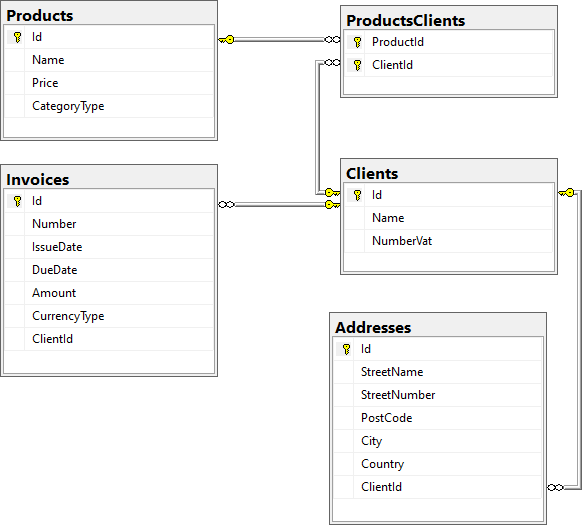 Products
Id
Name
Price
CategoryType
ProductsClients
ProductId
ClientId
Invoices
Id
Number
IssueDate
DueDate
Amount
CurrencyType
ClientId
Clients
Id
Name
NumberVat
Addresses
Id
StreetName
StreetNumber
PostCode
City
Country
ClientId